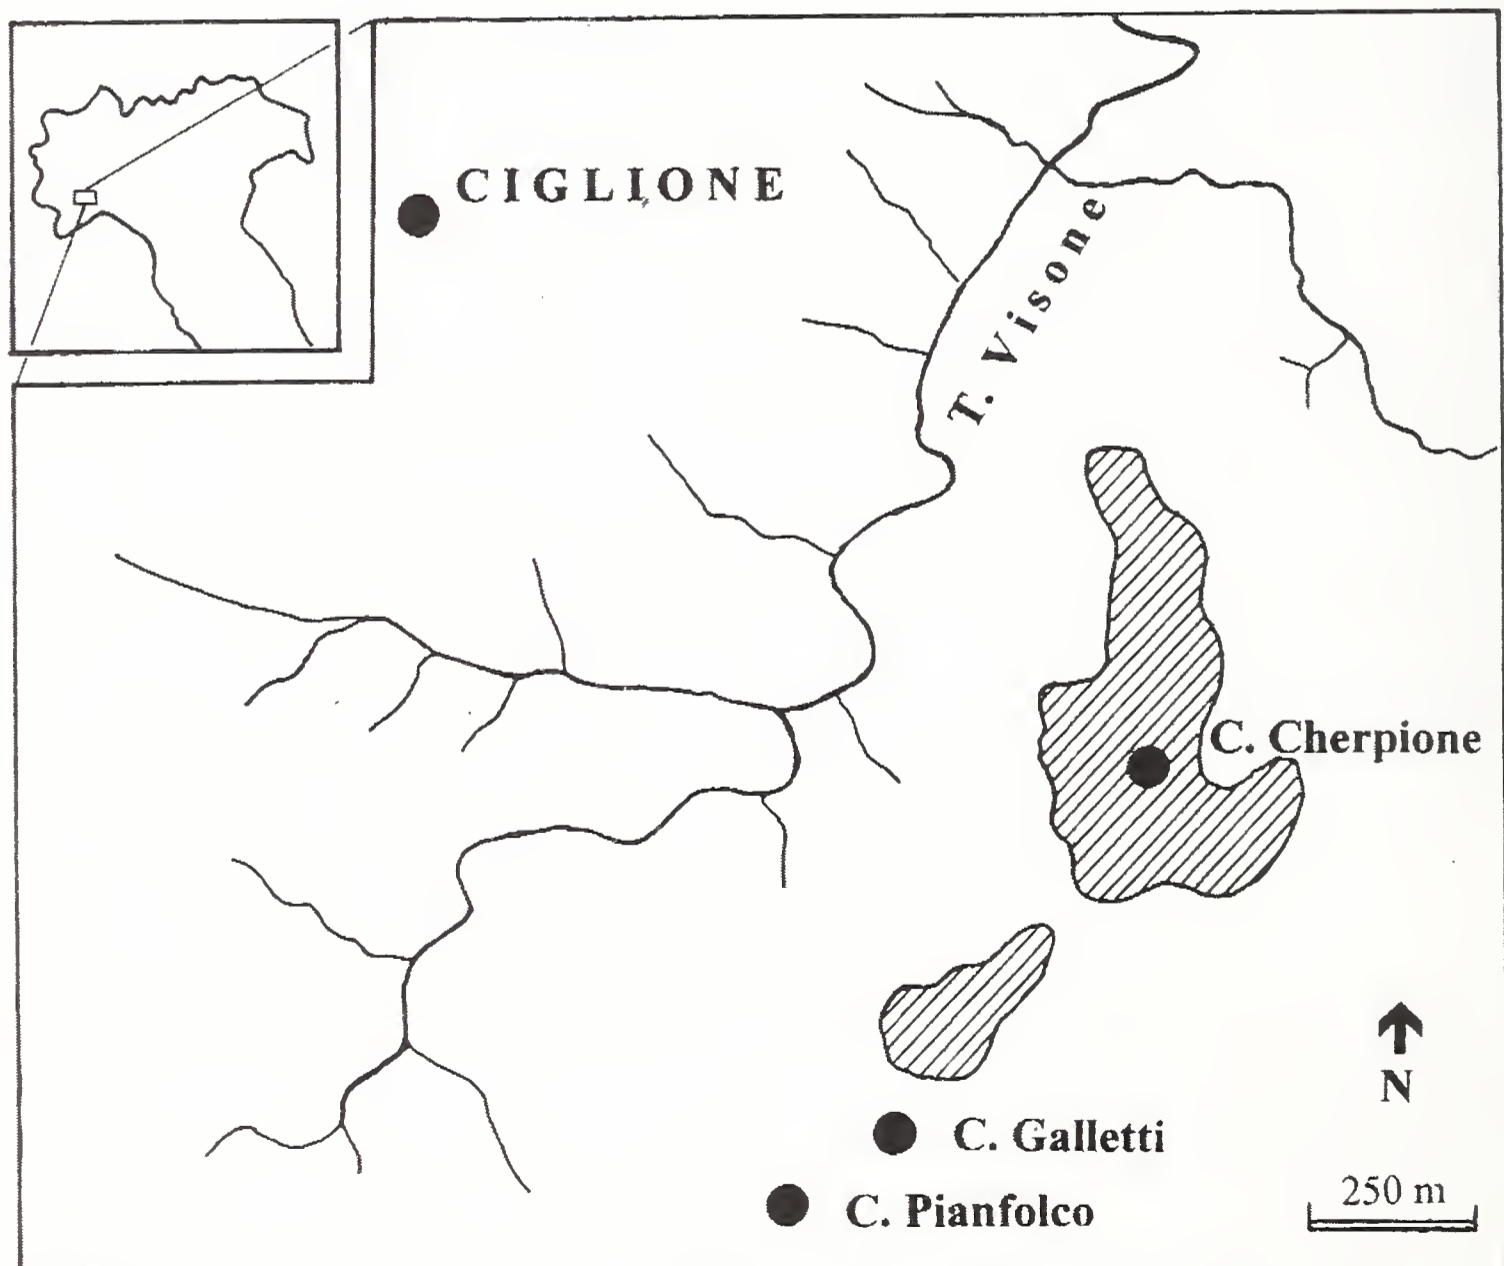 CIGLIONE
T. Visone
C. Cherpione
N
C. Galletti
250 m
C. Pianfolco